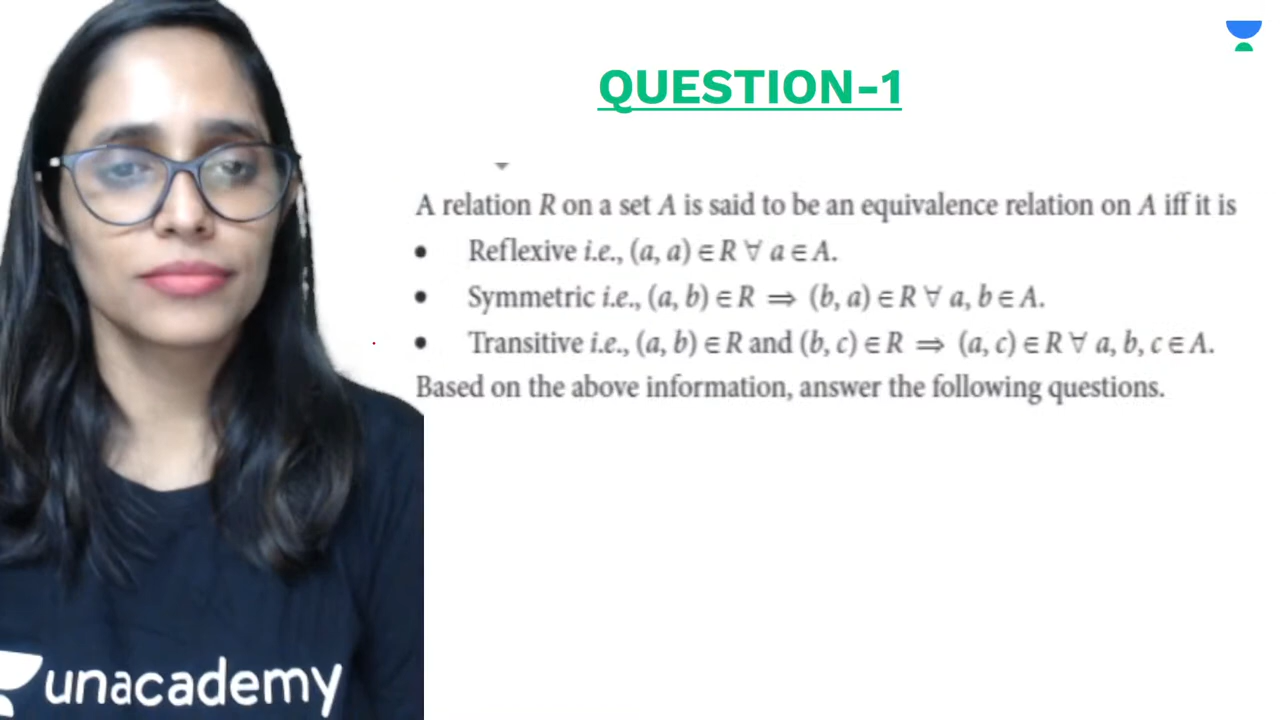 QUESTION-1
A relation R on a set A is said to be an equivalence relation on A iff it is
• Reflexive i.e., (a, a) ∈ R ∀ a ∈ A.
• Symmetric i.e., (a, b) ∈ R ⇒ (b, a) ∈ R ∀ a, b ∈ A.
• Transitive i.e., (a, b) ∈ R and (b, c) ∈ R ⇒ (a, c) ∈ R ∀ a, b, c ∈ A.
Based on the above information, answer the following questions.
unacademy